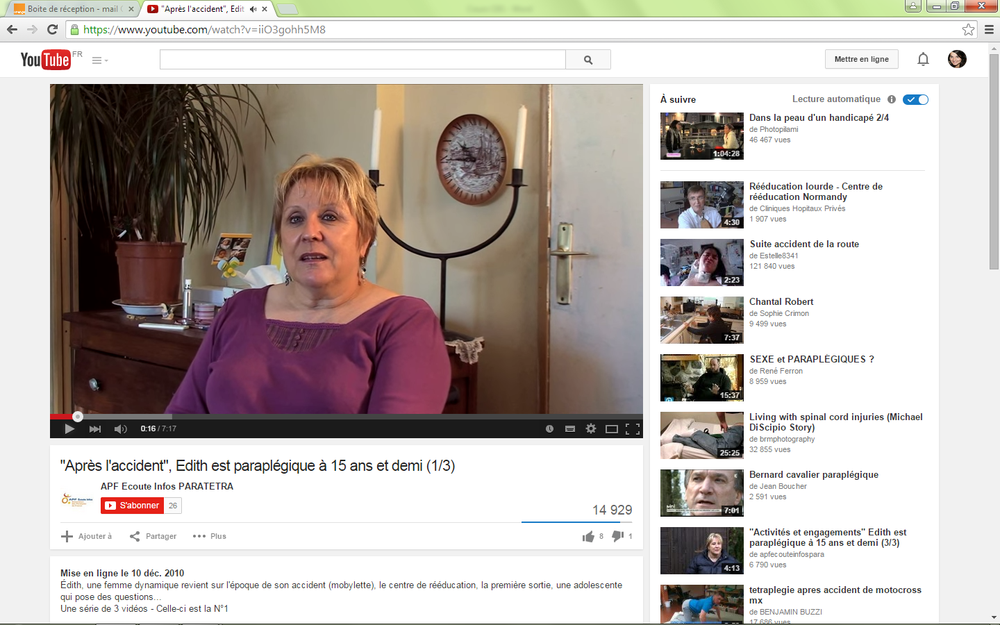 Boite de réception - mail
"Après l'accident", Edit
https://www.youtube.com/watch?v=iiO3gohh5M8
YouTube FR
Mettre en ligne
0:16 / 7:17
"Après l'accident", Edith est paraplégique à 15 ans et demi (1/3)
APF Ecoute Infos PARATETRA
APF Ecoute Infos
S'abonner 26
14 929
Ajouter à Partager Plus
8 1
Mise en ligne le 10 déc. 2010
Édith, une femme dynamique revient sur l'époque de son accident (mobylette), le centre de rééducation, la première sortie, une adolescente
qui pose des questions...
Une série de 3 vidéos - Celle-ci est la N°1
À suivre
Lecture automatique
Dans la peau d'un handicapé 2/4
de Photopilami
46 467 vues
1:04:28
Rééducation lourde - Centre de
rééducation Normandy
de Cliniques Hopitaux Privés
1 907 vues
4:30
Suite accident de la route
de Estelle8341
121 840 vues
2:23
Chantal Robert
de Sophie Crimon
9 499 vues
7:37
SEXE et PARAPLÉGIQUES ?
de René Ferron
8 959 vues
15:37
Living with spinal cord injuries (Michael
DiScipio Story)
de brmphotography
32 855 vues
25:25
Bernard cavalier paraplégique
de Jean Boucher
2 591 vues
7:01
"Activités et engagements" Edith est
paraplégique à 15 ans et demi (3/3)
de apfecouteinfospara
6 790 vues
4:13
tetraplegie apres accident de motocross
mx
de BENJAMIN BUZZI
17 686 vues